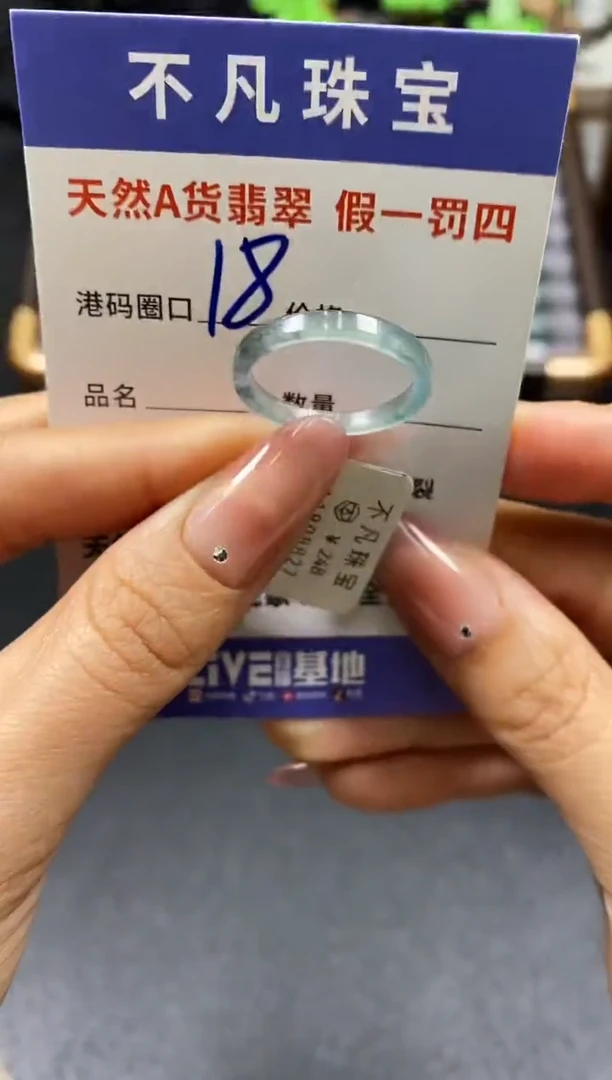 不凡珠宝
天然A货翡翠 假一罚四
港码圈口 18 价格
品名 数量
不凡珠宝
¥ 248
基地